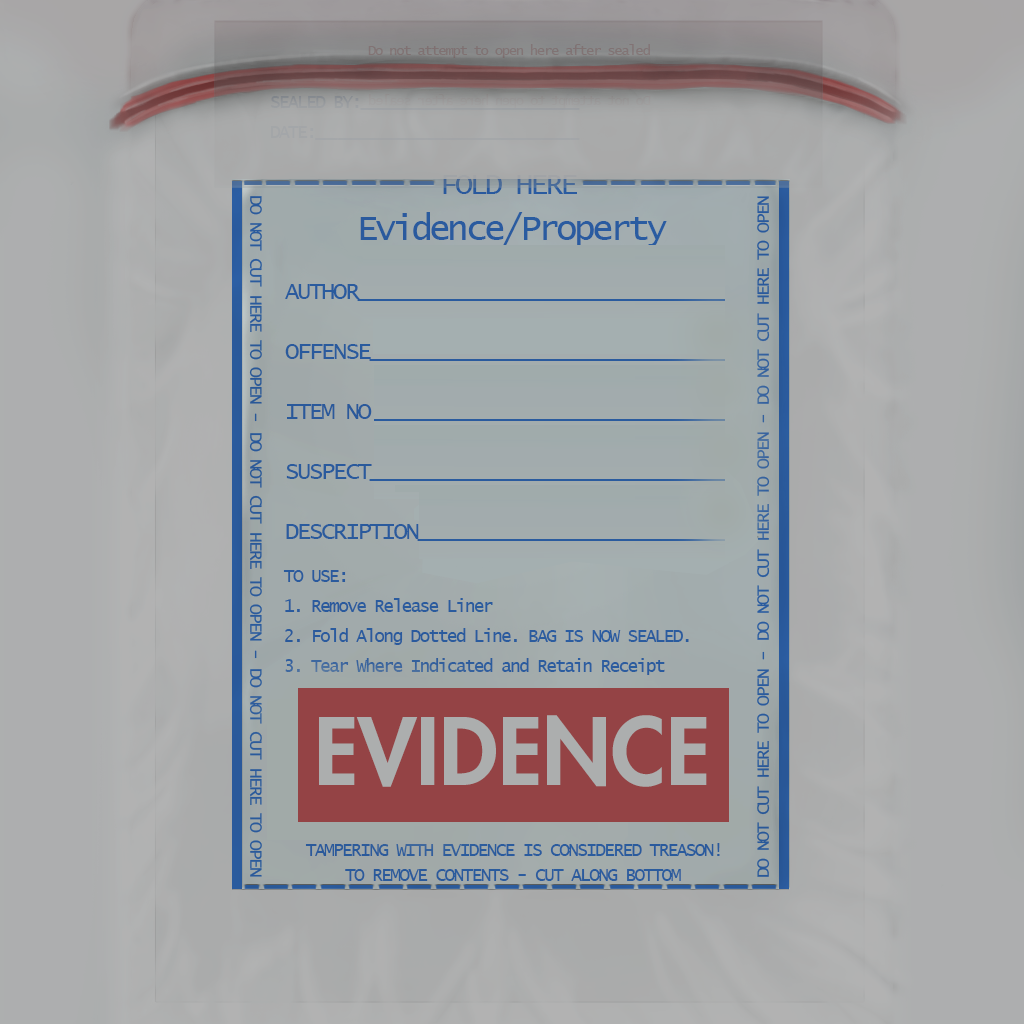 Do not attempt to open here after sealed
SEALED BY:
DATE:
FOLD HERE
Evidence/Property
AUTHOR
OFFENSE
ITEM NO
SUSPECT
DESCRIPTION
TO USE:
1. Remove Release Liner
2. Fold Along Dotted Line. BAG IS NOW SEALED.
3. Tear Where Indicated and Retain Receipt
EVIDENCE
TAMPERING WITH EVIDENCE IS CONSIDERED TREASON!
TO REMOVE CONTENTS - CUT ALONG BOTTOM
DO NOT CUT HERE TO OPEN - DO NOT CUT HERE TO OPEN - DO NOT CUT HERE TO OPEN
DO NOT CUT HERE TO OPEN - DO NOT CUT HERE TO OPEN - DO NOT CUT HERE TO OPEN